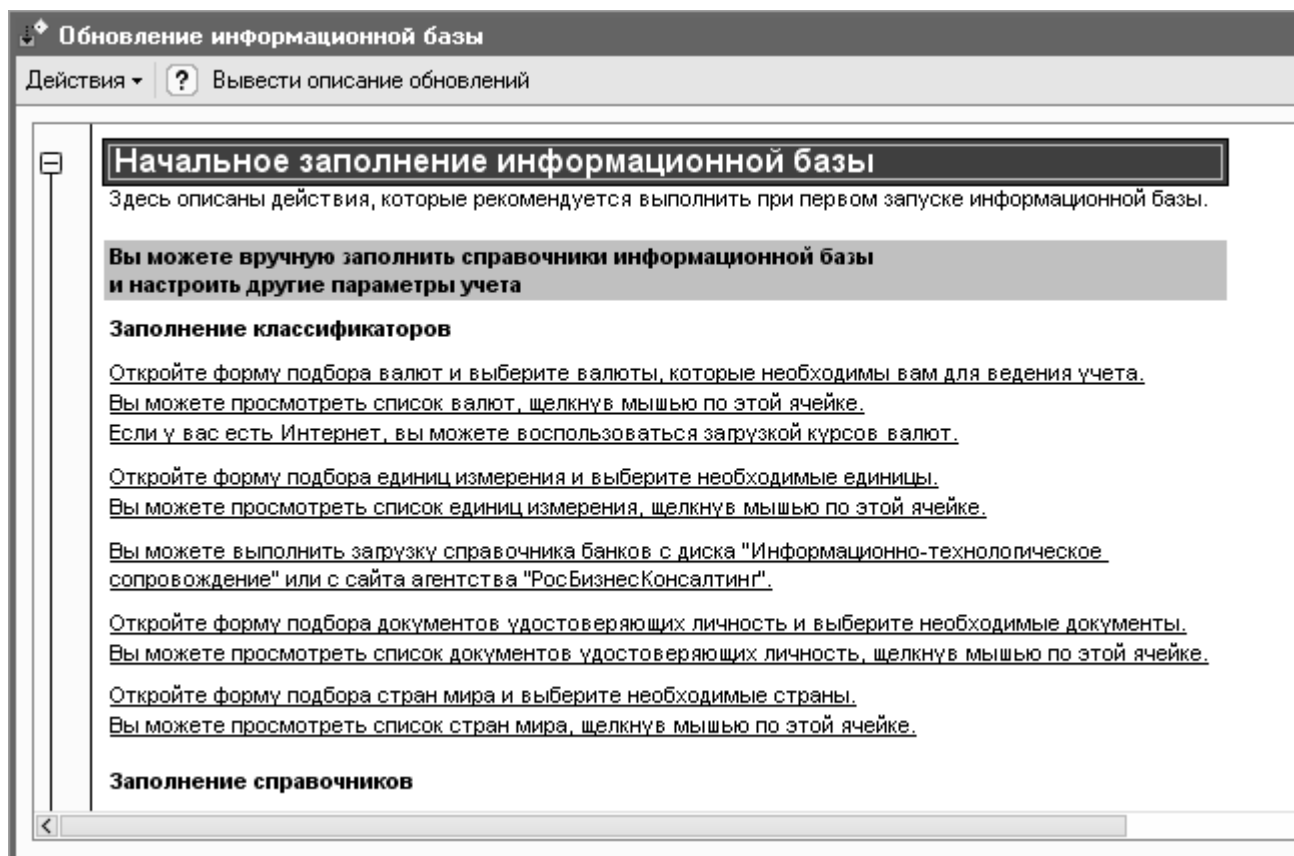 Обновление информационной базы
Действия ? Вывести описание обновлений
Начальное заполнение информационной базы
Здесь описаны действия, которые рекомендуется выполнить при первом запуске информационной базы.
Вы можете вручную заполнить справочники информационной базы
и настроить другие параметры учета
Заполнение классификаторов
Откройте форму подбора валют и выберите валюты, которые необходимы вам для ведения учета.
Вы можете просмотреть список валют, щелкнув мышью по этой ячейке.
Если у вас есть Интернет, вы можете воспользоваться загрузкой курсов валют.
Откройте форму подбора единиц измерения и выберите необходимые единицы.
Вы можете просмотреть список единиц измерения, щелкнув мышью по этой ячейке.
Вы можете выполнить загрузку справочника банков с диска "Информационно-технологическое
сопровождение" или с сайта агентства "РосБизнесКонсалтинг".
Откройте форму подбора документов удостоверяющих личность и выберите необходимые документы.
Вы можете просмотреть список документов удостоверяющих личность, щелкнув мышью по этой ячейке.
Откройте форму подбора стран мира и выберите необходимые страны.
Вы можете просмотреть список стран мира, щелкнув мышью по этой ячейке.
Заполнение справочников